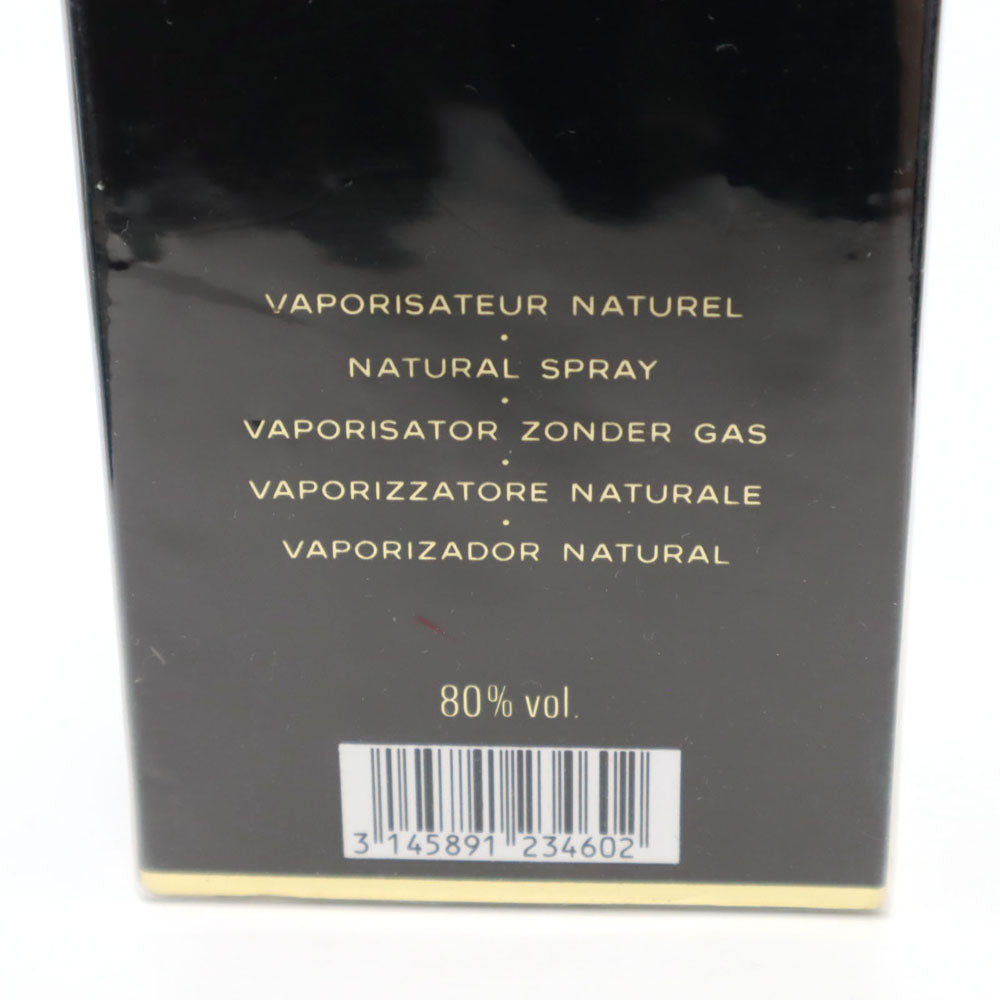 VAPORISATEUR NATUREL
•
NATURAL SPRAY
•
VAPORISATOR ZONDER GAS
•
VAPORIZZATORE NATURALE
•
VAPORIZADOR NATURAL
80% vol.
3 145891 234602